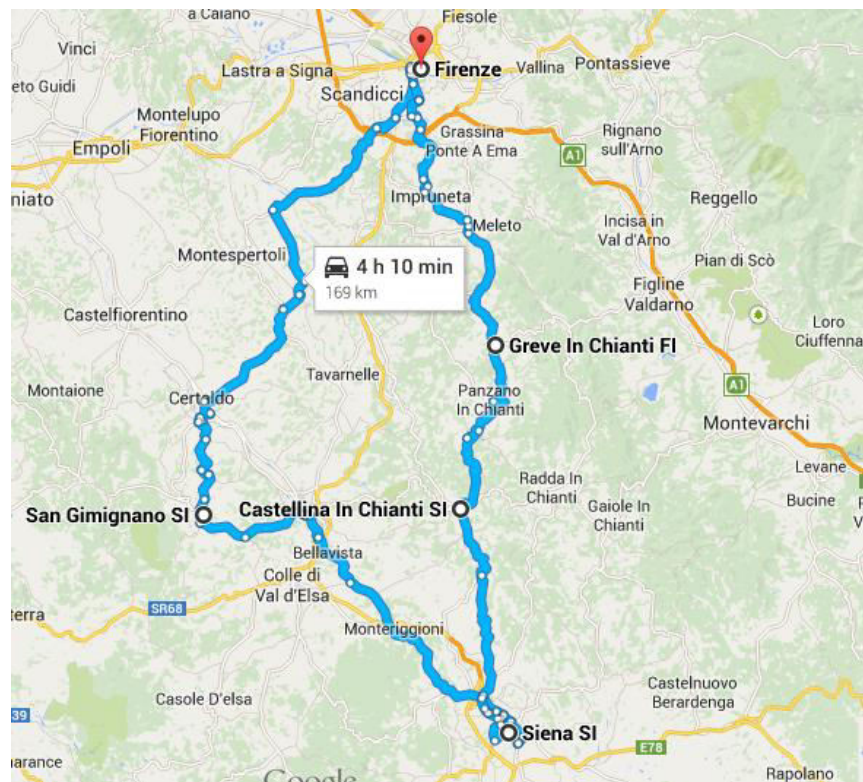 a Caiano
Fiesole
Vinci
Lastra a Signa
Firenze
Vallina
Pontassieve
eto Guidi
Scandicci
Montelupo
Fiorentino
Grassina
Rignano
sull'Arno
Empoli
Ponte A Ema
A1
niato
Impruneta
Reggello
Meleto
Incisa in
Val d'Arno
Montespertoli
Pian di Scò
4 h 10 min
169 km
Figline
Valdarno
Castelfiorentino
Loro
Ciuffenna
Greve In Chianti FI
Tavarnelle
Montaione
Certaldo
Panzano
In Chianti
A1
Montevarchi
Levane
Radda In
Chianti
Bucine
San Gimignano SI
Castellina In Chianti SI
Gaiole In
Chianti
Bellavista
Colle di
Val d'Elsa
SR68
terra
Monteriggioni
Casole D'elsa
Castelnuovo
Berardenga
39
Siena SI
E78
marance
Google
Rapolano